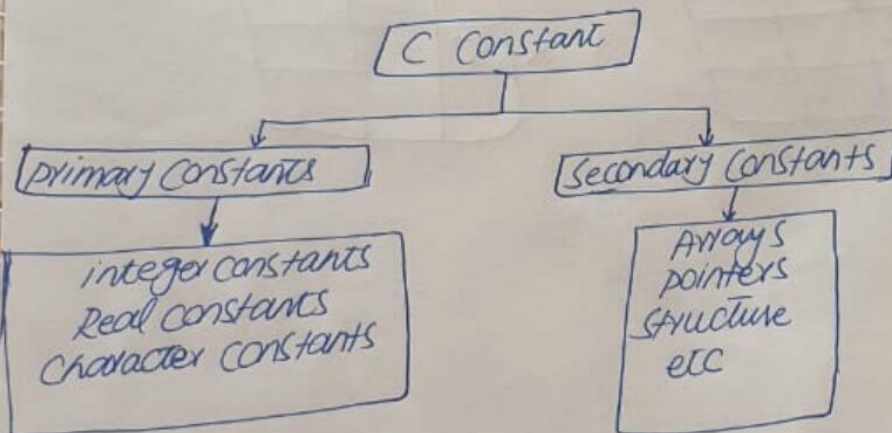 C Constant
primary Constants
Secondary Constants
integer constants
Real constants
Character constants
Arrays
pointers
structure
etc